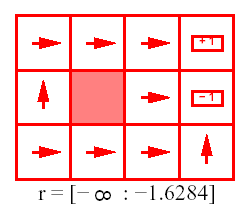 +1
−1
r = [−∞ : −1.6284]